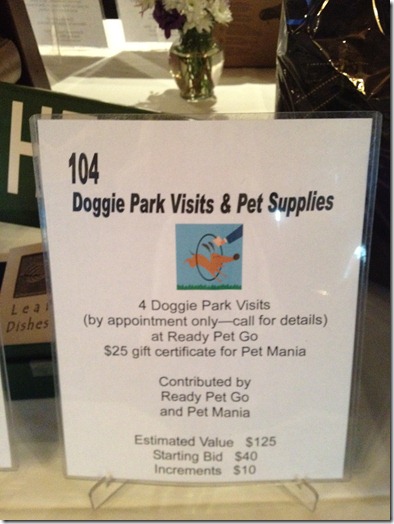 104
Doggie Park Visits & Pet Supplies
4 Doggie Park Visits
(by appointment only—call for details)
at Ready Pet Go
$25 gift certificate for Pet Mania
Contributed by
Ready Pet Go
and Pet Mania
Estimated Value $125
Starting Bid $40
Increments $10
H
Leaf
Dishes